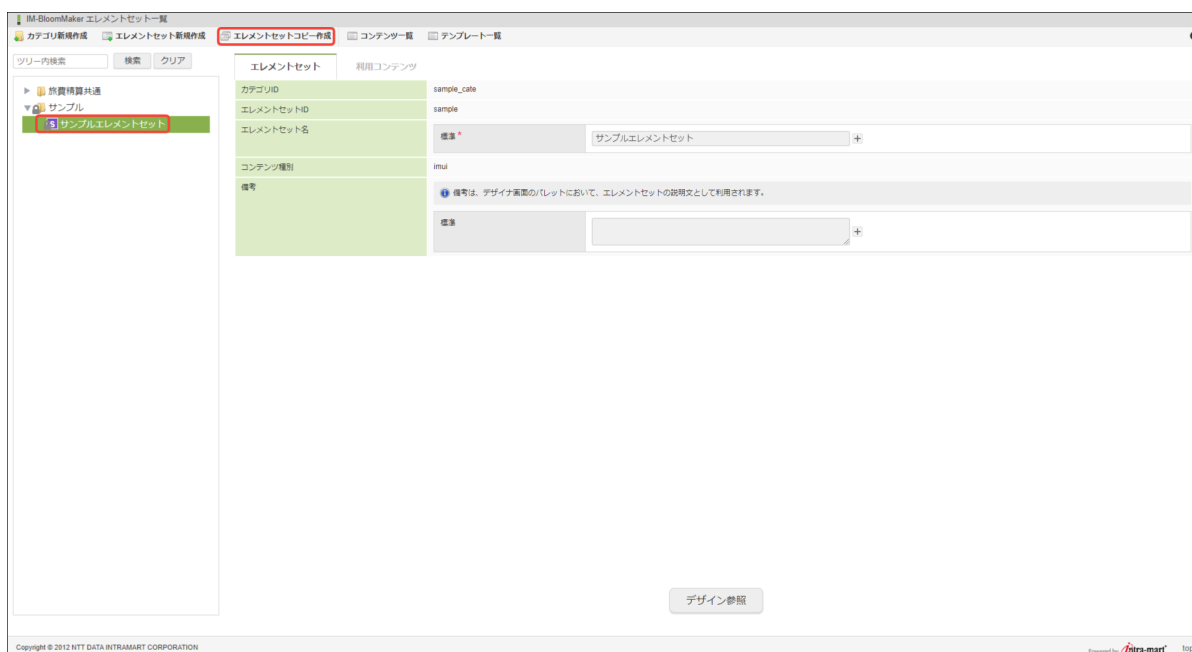 IM-BloomMaker エレメントセット一覧
カテゴリ新規作成 エレメントセット新規作成 エレメントセットコピー作成 コンテンツ一覧 テンプレート一覧
ツリー内検索 検索 クリア
エレメントセット 利用コンテンツ
旅費精算共通
サンプル
サンプルエレメントセット
カテゴリID sample_cate
エレメントセットID sample
エレメントセット名 標準* サンプルエレメントセット
コンテンツ種別 imui
備考 備考は、デザイナ画面のパレットにおいて、エレメントセットの説明文として利用されます。
標準
デザイン参照
Copyright © 2012 NTT DATA INTRAMART CORPORATION
Powered by intra-mart top